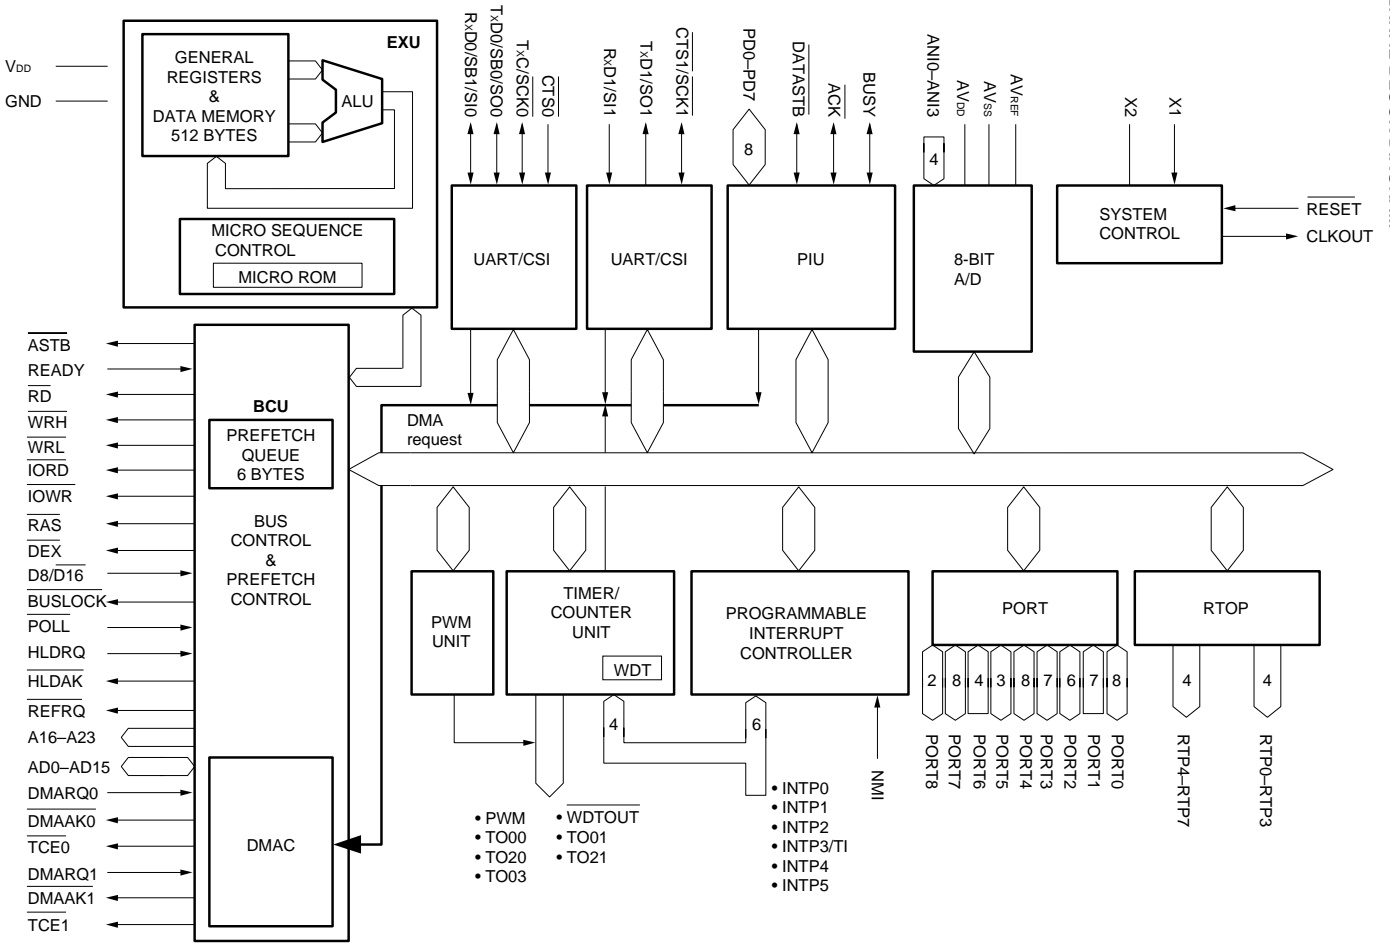 VDD
GND
EXU
GENERAL
REGISTERS
&
DATA MEMORY
512 BYTES
ALU
MICRO SEQUENCE
CONTROL
MICRO ROM
RxD0/SB1/SI0
TxD0/SB0/SO0
TxC/SCK0
CTS0
RxD1/SI1
TxD1/SO1
CTS1/SCK1
PD0–PD7
DATASTB
ACK
BUSY
ANI0–ANI3
AVDD
AVSS
AVREF
X2
X1
8
4
UART/CSI
UART/CSI
PIU
8-BIT
A/D
SYSTEM
CONTROL
RESET
CLKOUT
ASTB
READY
RD
WRH
WRL
IORD
IOWR
RAS
DEX
D8/D16
BUSLOCK
POLL
HLDRQ
HLDAK
REFRQ
A16–A23
AD0–AD15
DMARQ0
DMAAK0
TCE0
DMARQ1
DMAAK1
TCE1
BCU
PREFETCH
QUEUE
6 BYTES
BUS
CONTROL
&
PREFETCH
CONTROL
DMAC
DMA
request
PWM
UNIT
TIMER/
COUNTER
UNIT
WDT
PROGRAMMABLE
INTERRUPT
CONTROLLER
PORT
RTOP
4
6
2 8 4 3 8 7 6 7 8
4
4
NMI
PORT8
PORT7
PORT6
PORT5
PORT4
PORT3
PORT2
PORT1
PORT0
RTP4–RTP7
RTP0–RTP3
• PWM
• TO00
• TO20
• TO03
• WDTOUT
• TO01
• TO21
• INTP0
• INTP1
• INTP2
• INTP3/TI
• INTP4
• INTP5